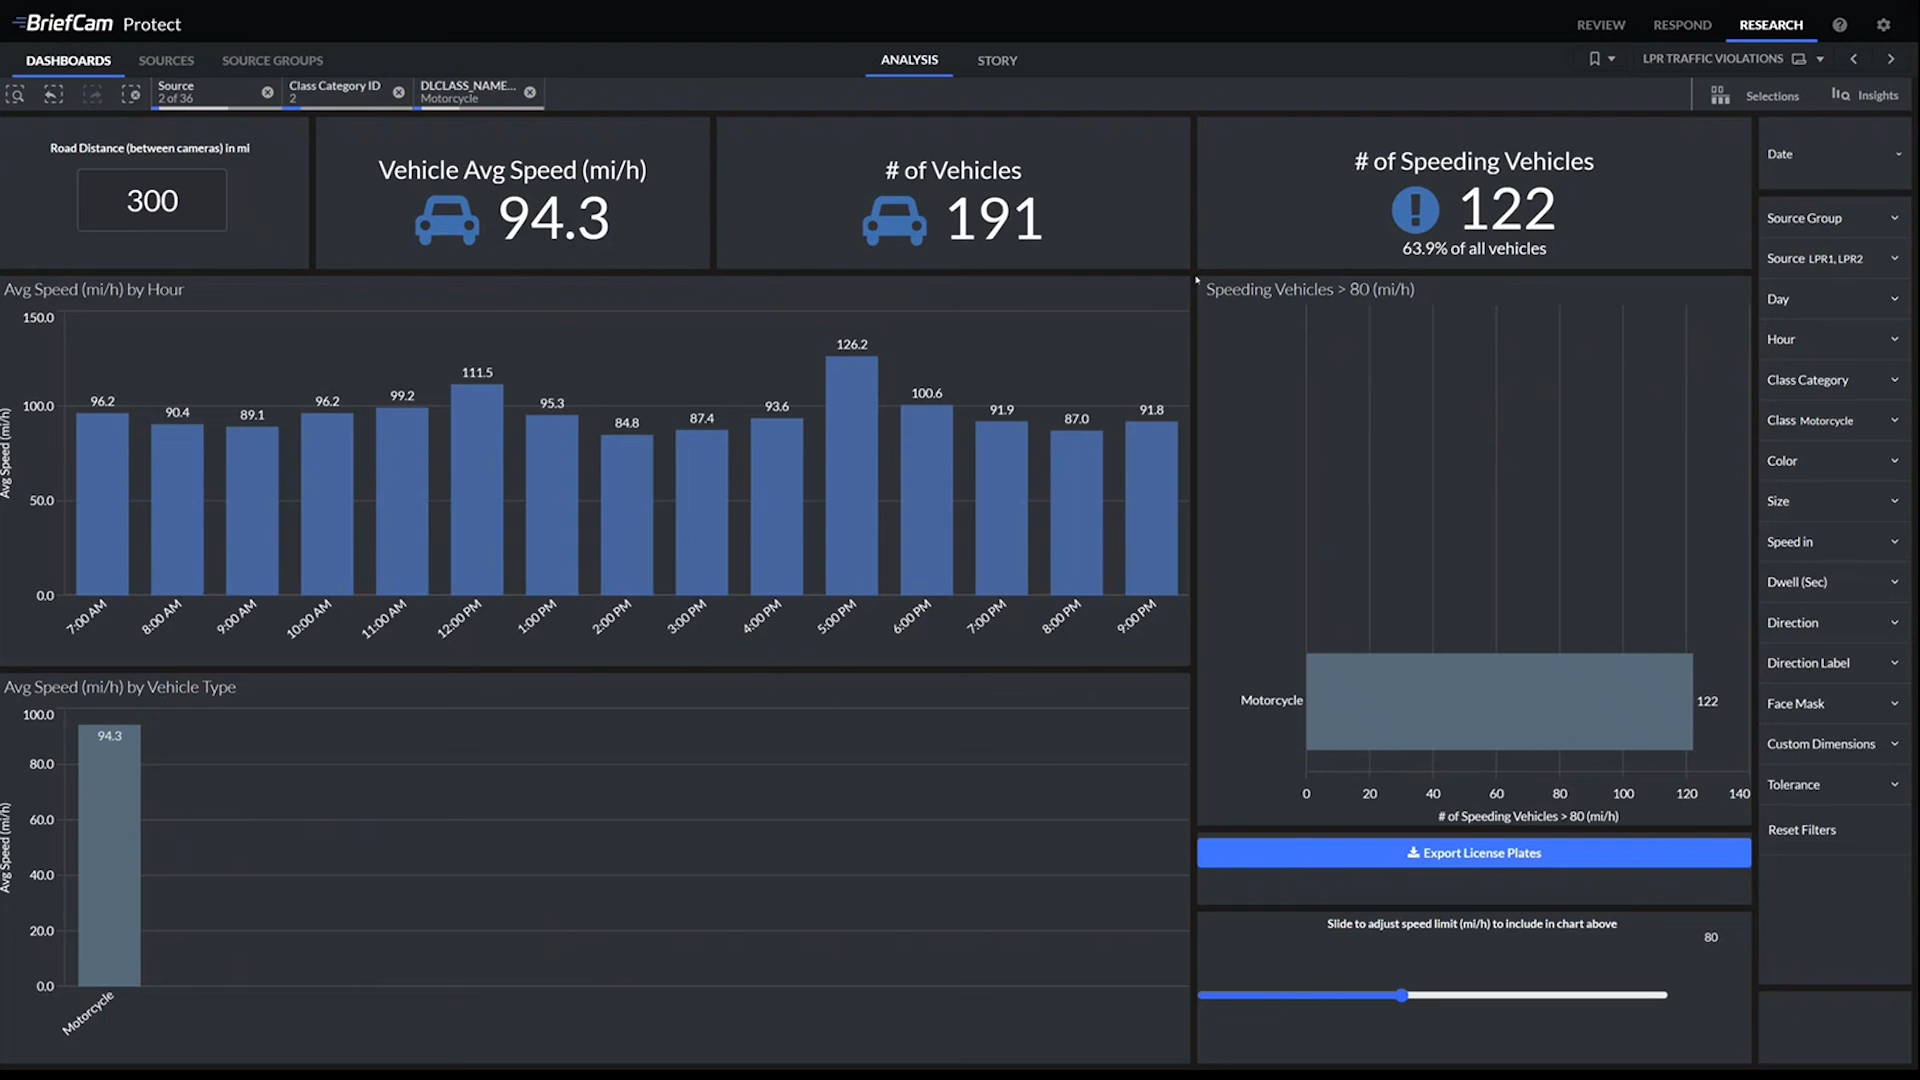 BriefCam Protect
REVIEW RESPOND RESEARCH
DASHBOARDS SOURCES SOURCE GROUPS ANALYSIS STORY LPR TRAFFIC VIOLATIONS
Source
2 of 36
Class Category ID
2
DLCLASS_NAME...
Motorcycle
Selections Insights
Road Distance (between cameras) in mi
300
Vehicle Avg Speed (mi/h)
94.3
# of Vehicles
191
# of Speeding Vehicles
122
63.9% of all vehicles
Avg Speed (mi/h) by Hour
Avg Speed (mi/h)
150.0
100.0
50.0
0.0
96.2 90.4 89.1 96.2 99.2 111.5 95.3 84.8 87.4 93.6 126.2 100.6 91.9 87.0 91.8
7:00 AM 8:00 AM 9:00 AM 10:00 AM 11:00 AM 12:00 PM 1:00 PM 2:00 PM 3:00 PM 4:00 PM 5:00 PM 6:00 PM 7:00 PM 8:00 PM 9:00 PM
Avg Speed (mi/h) by Vehicle Type
Avg Speed (mi/h)
100.0
80.0
60.0
40.0
20.0
0.0
94.3
Motorcycle
Speeding Vehicles > 80 (mi/h)
Motorcycle 122
0 20 40 60 80 100 120 140
# of Speeding Vehicles > 80 (mi/h)
Export License Plates
Slide to adjust speed limit (mi/h) to include in chart above
80
Date
Source Group
Source LPR1, LPR2
Day
Hour
Class Category
Class Motorcycle
Color
Size
Speed in
Dwell (Sec)
Direction
Direction Label
Face Mask
Custom Dimensions
Tolerance
Reset Filters